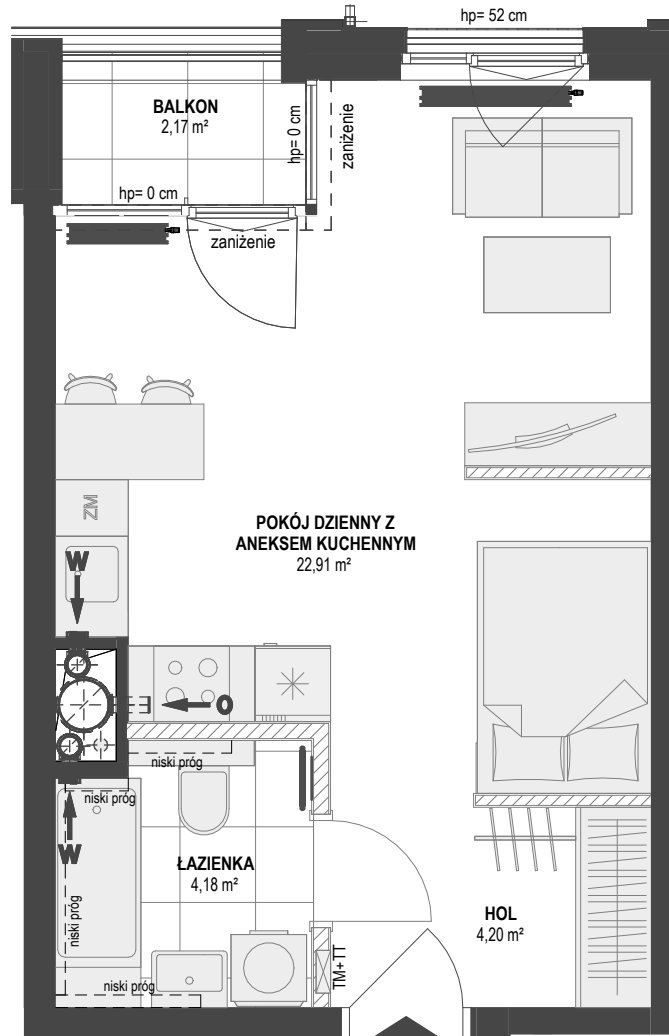 hp= 52 cm
BALKON
2,17 m²
hp= 0 cm
zaniżenie
hp= 0 cm
zaniżenie
ZM
POKÓJ DZIENNY Z
ANEKSEM KUCHENNYM
22,91 m²
W
O
niski próg
niski próg
W
ŁAZIENKA
4,18 m²
niski próg
HOL
4,20 m²
TM+TT
niski próg